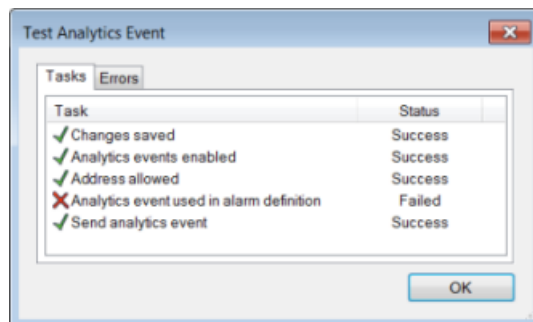 Test Analytics Event
Tasks Errors
Task Status
Changes saved Success
Analytics events enabled Success
Address allowed Success
Analytics event used in alarm definition Failed
Send analytics event Success
OK